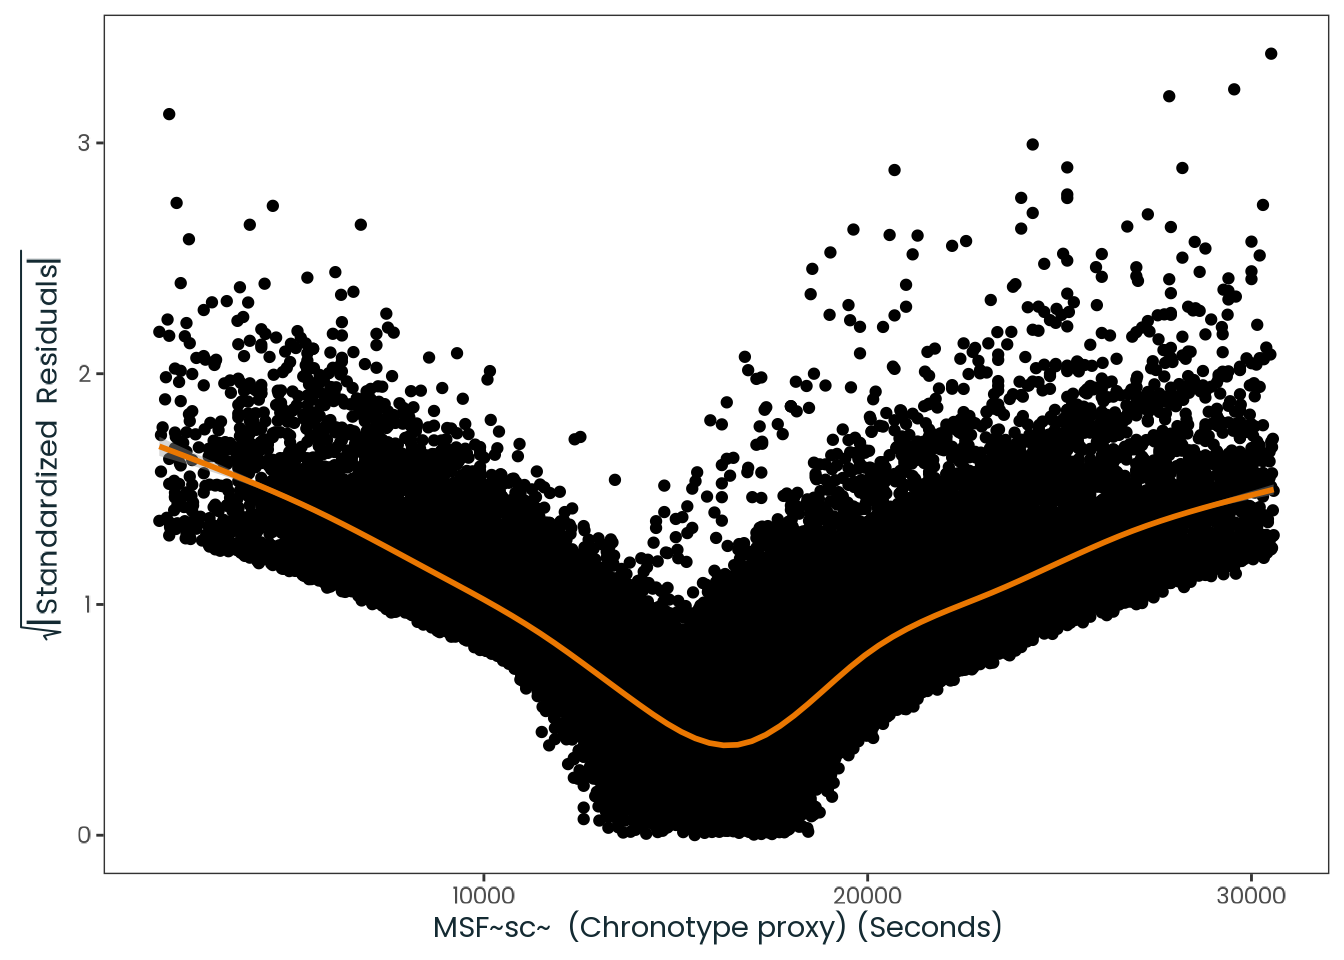 √|Standardized Residuals|
3
2
1
0
10000 20000 30000
MSF~sc~ (Chronotype proxy) (Seconds)